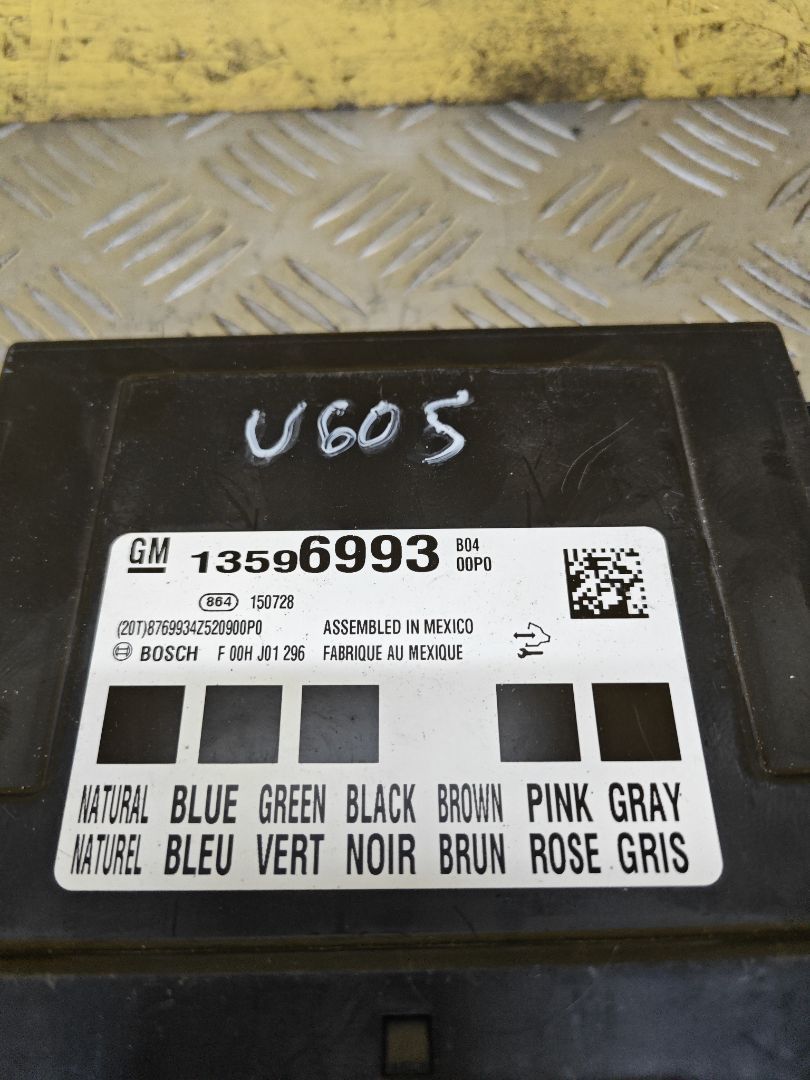 U605
GM 13596993 B04
00P0
864 150728
(20T)8769934Z520900P0 ASSEMBLED IN MEXICO
BOSCH F 00H J01 296 FABRIQUE AU MEXIQUE
NATURAL BLUE GREEN BLACK BROWN PINK GRAY
NATUREL BLEU VERT NOIR BRUN ROSE GRIS